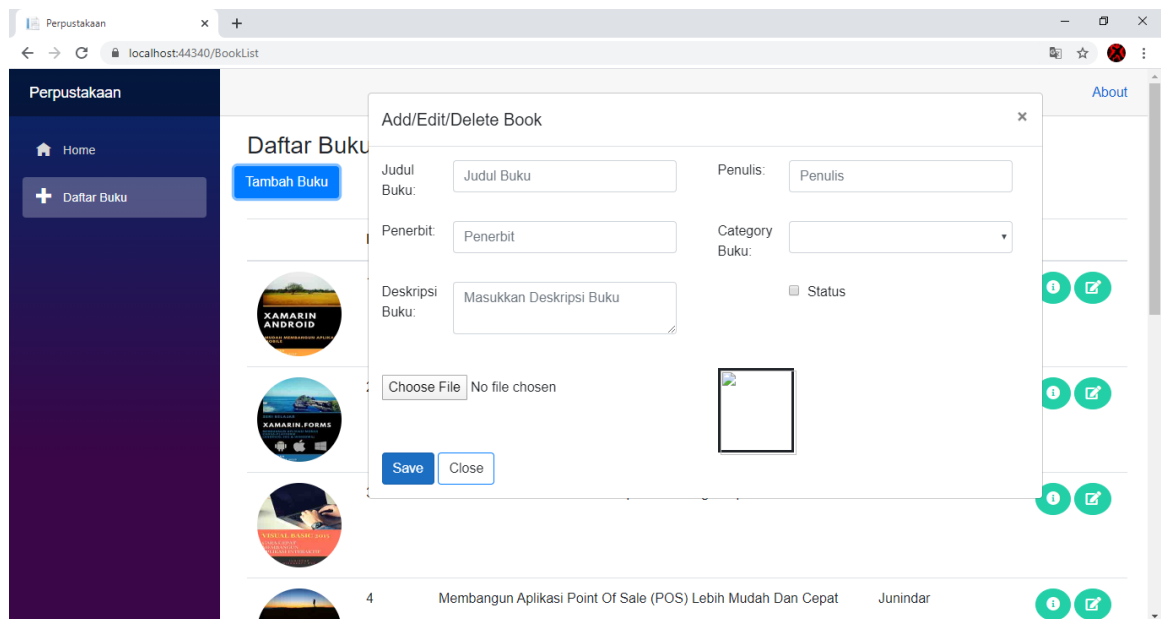 Perpustakaan
localhost:44340/BookList
Perpustakaan
About
Home
Daftar Buku
Daftar Buku
Tambah Buku
Add/Edit/Delete Book
×
Judul Buku:
Judul Buku
Penulis:
Penulis
Penerbit:
Penerbit
Category Buku:
Deskripsi Buku:
Masukkan Deskripsi Buku
Status
Choose File No file chosen
Save
Close
XAMARIN
ANDROID
XAMARIN.FORMS
VISUAL BASIC 2015
4 Membangun Aplikasi Point Of Sale (POS) Lebih Mudah Dan Cepat Junindar